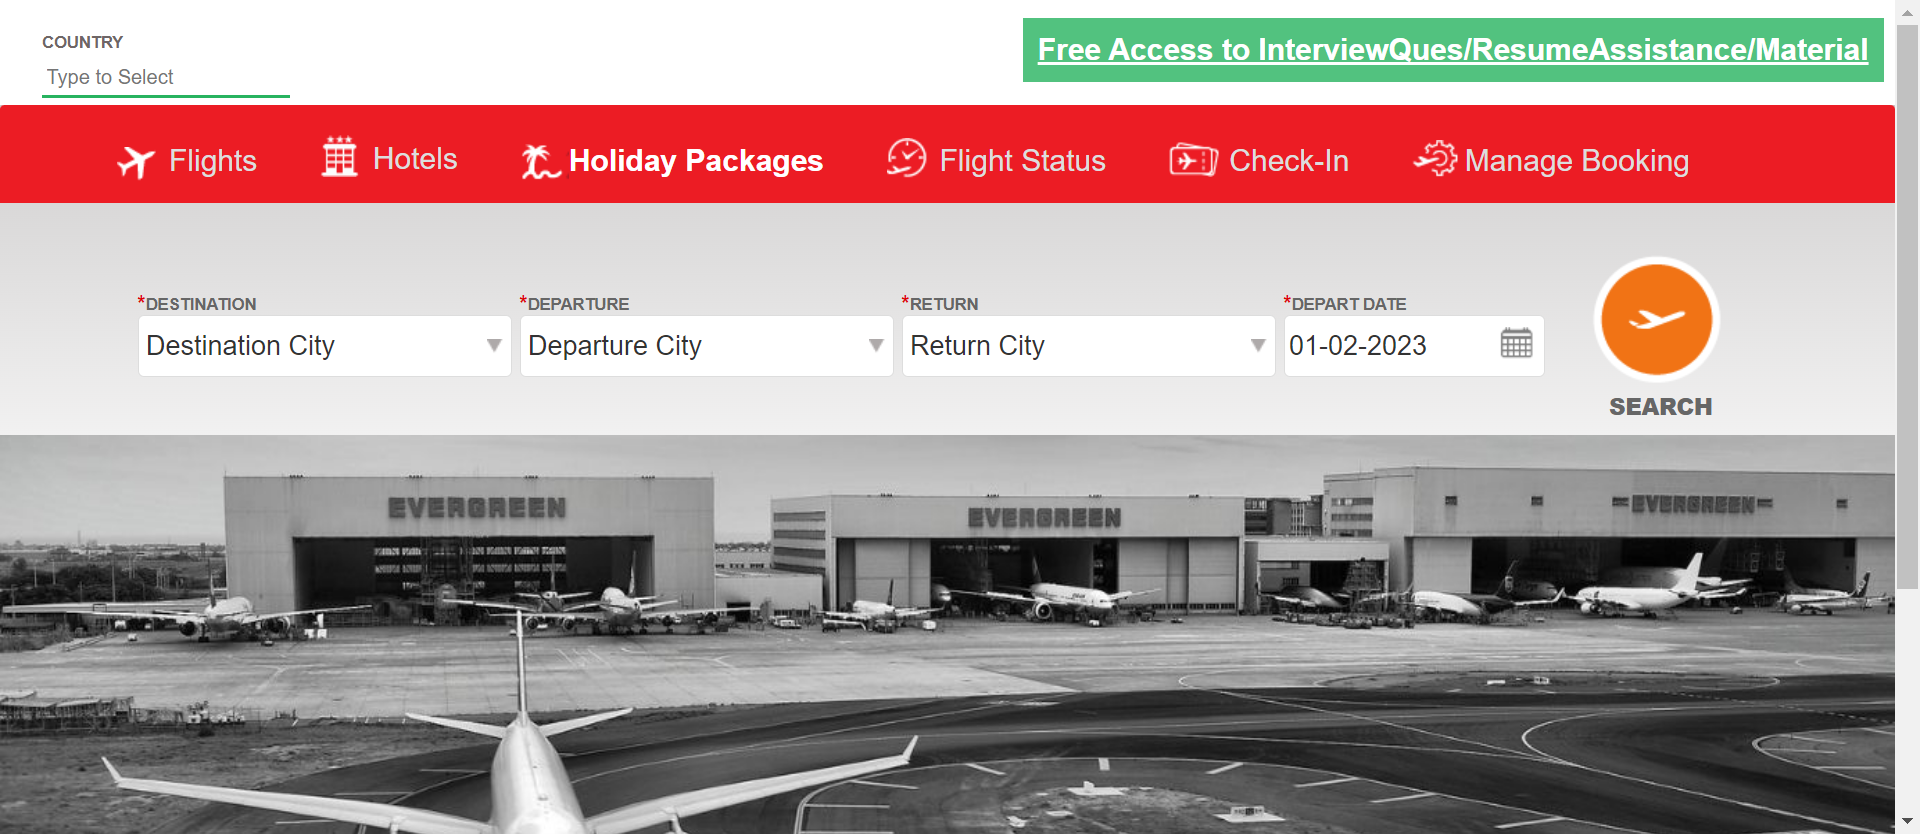 COUNTRY
Type to Select
Free Access to InterviewQues/ResumeAssistance/Material
Flights
Hotels
Holiday Packages
Flight Status
Check-In
Manage Booking
*DESTINATION
*DEPARTURE
*RETURN
*DEPART DATE
Destination City
Departure City
Return City
01-02-2023
SEARCH
EVERGREEN
EVERGREEN
EVERGREEN